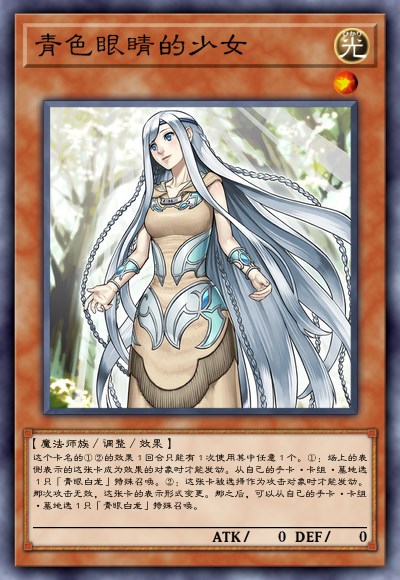 青色眼睛的少女
光
ひかり
【魔法师族／调整／效果】
这个卡名的①②的效果1回合只能有1次使用其中任意1个。①：场上的表
侧表示的这张卡成为效果的对象时才能发动。从自己的手卡·卡组·墓地选
1只「青眼白龙」特殊召唤。②：这张卡被选择作为攻击对象时才能发动。
那次攻击无效，这张卡的表示形式变更。那之后，可以从自己的手卡·卡组
·墓地选1只「青眼白龙」特殊召唤。
ATK/ 0 DEF/ 0